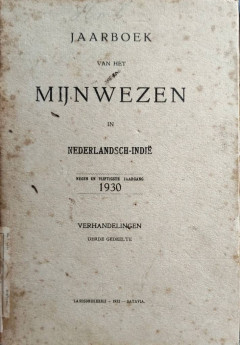 JAARBOEK
VAN HET
MIJNWEZEN
IN
NEDERLANDSCH-INDIË
NEGEN EN VIJFTIGSTE JAARGANG
1930
VERHANDELINGEN
DERDE GEDEELTE
LANDSDRUKKERIJ — 1931 — BATAVIA.